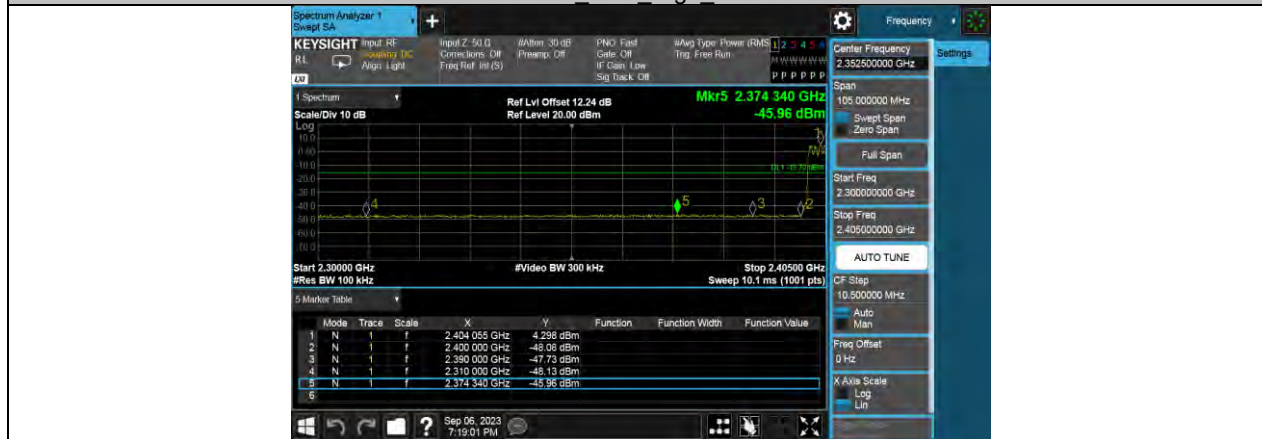 Spectrum Analyzer 1
Swept SA
+
Frequency
KEYSIGHT
Input: RF
Coupling: DC
Align: Light
Input Z: 50 Ω
Corrections: Off
Freq Ref: Int (S)
#Atten: 30 dB
Preamp: Off
PNO: Fast
Gate: Off
IF Gain: Low
Sig Track: Off
#Avg Type: Power (RMS
Trig: Free Run
1 2 3 4 5 6
M W W W W W
P P P P P P
RL
LXI
Center Frequency
2.352500000 GHz
Settings
Span
105.000000 MHz
Swept Span
Zero Span
Full Span
Start Freq
2.300000000 GHz
Stop Freq
2.405000000 GHz
AUTO TUNE
CF Step
10.500000 MHz
Auto
Man
Freq Offset
0 Hz
X Axis Scale
Log
Lin
1 Spectrum
Scale/Div 10 dB
Ref Lvl Offset 12.24 dB
Ref Level 20.00 dBm
Mkr5 2.374 340 GHz
-45.96 dBm
Log
10.0
0.00
-10.0
-20.0
-30.0
-40.0
-50.0
-60.0
-70.0
4
5
3
2
1
Start 2.30000 GHz
#Res BW 100 kHz
#Video BW 300 kHz
Stop 2.40500 GHz
Sweep 10.1 ms (1001 pts)
5 Marker Table
Mode Trace Scale X Y Function Function Width Function Value
1 N 1 f 2.404 055 GHz 4.298 dBm
2 N 1 f 2.400 000 GHz -48.08 dBm
3 N 1 f 2.390 000 GHz -47.73 dBm
4 N 1 f 2.310 000 GHz -48.13 dBm
5 N 1 f 2.374 340 GHz -45.96 dBm
6
?
Sep 06, 2023
7:19:01 PM